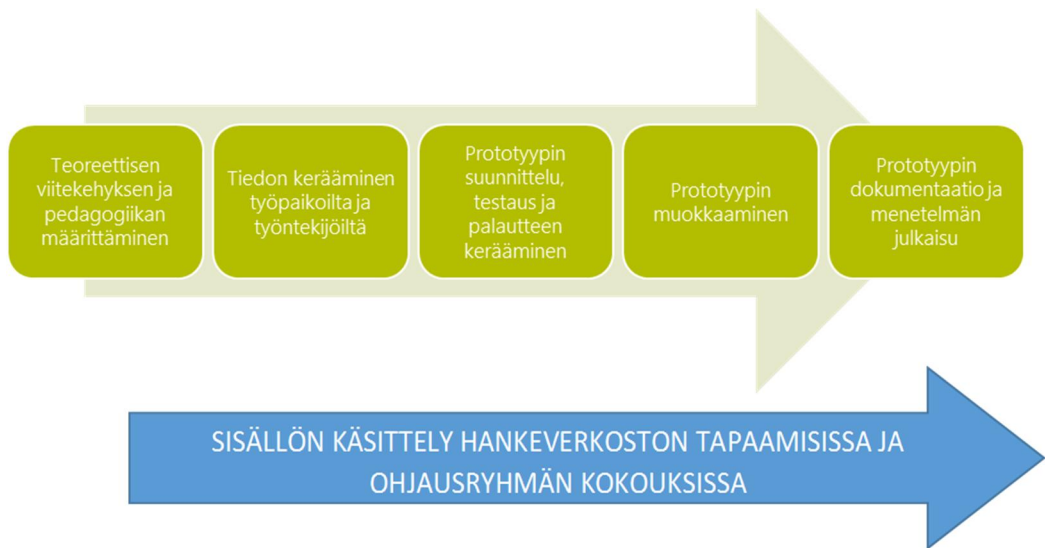 Teoreettisen
viitekehyksen ja
pedagogiikan
määrittäminen
Tiedon kerääminen
työpaikoilta ja
työntekijöiltä
Prototyypin
suunnittelu,
testaus ja
palautteen
kerääminen
Prototyypin
muokkaaminen
Prototyypin
dokumentaatio ja
menetelmän
julkaisu
SISÄLLÖN KÄSITTELY HANKEVERKOSTON TAPAAMISISSA JA
OHJAUSRYHMÄN KOKOUKSISSA